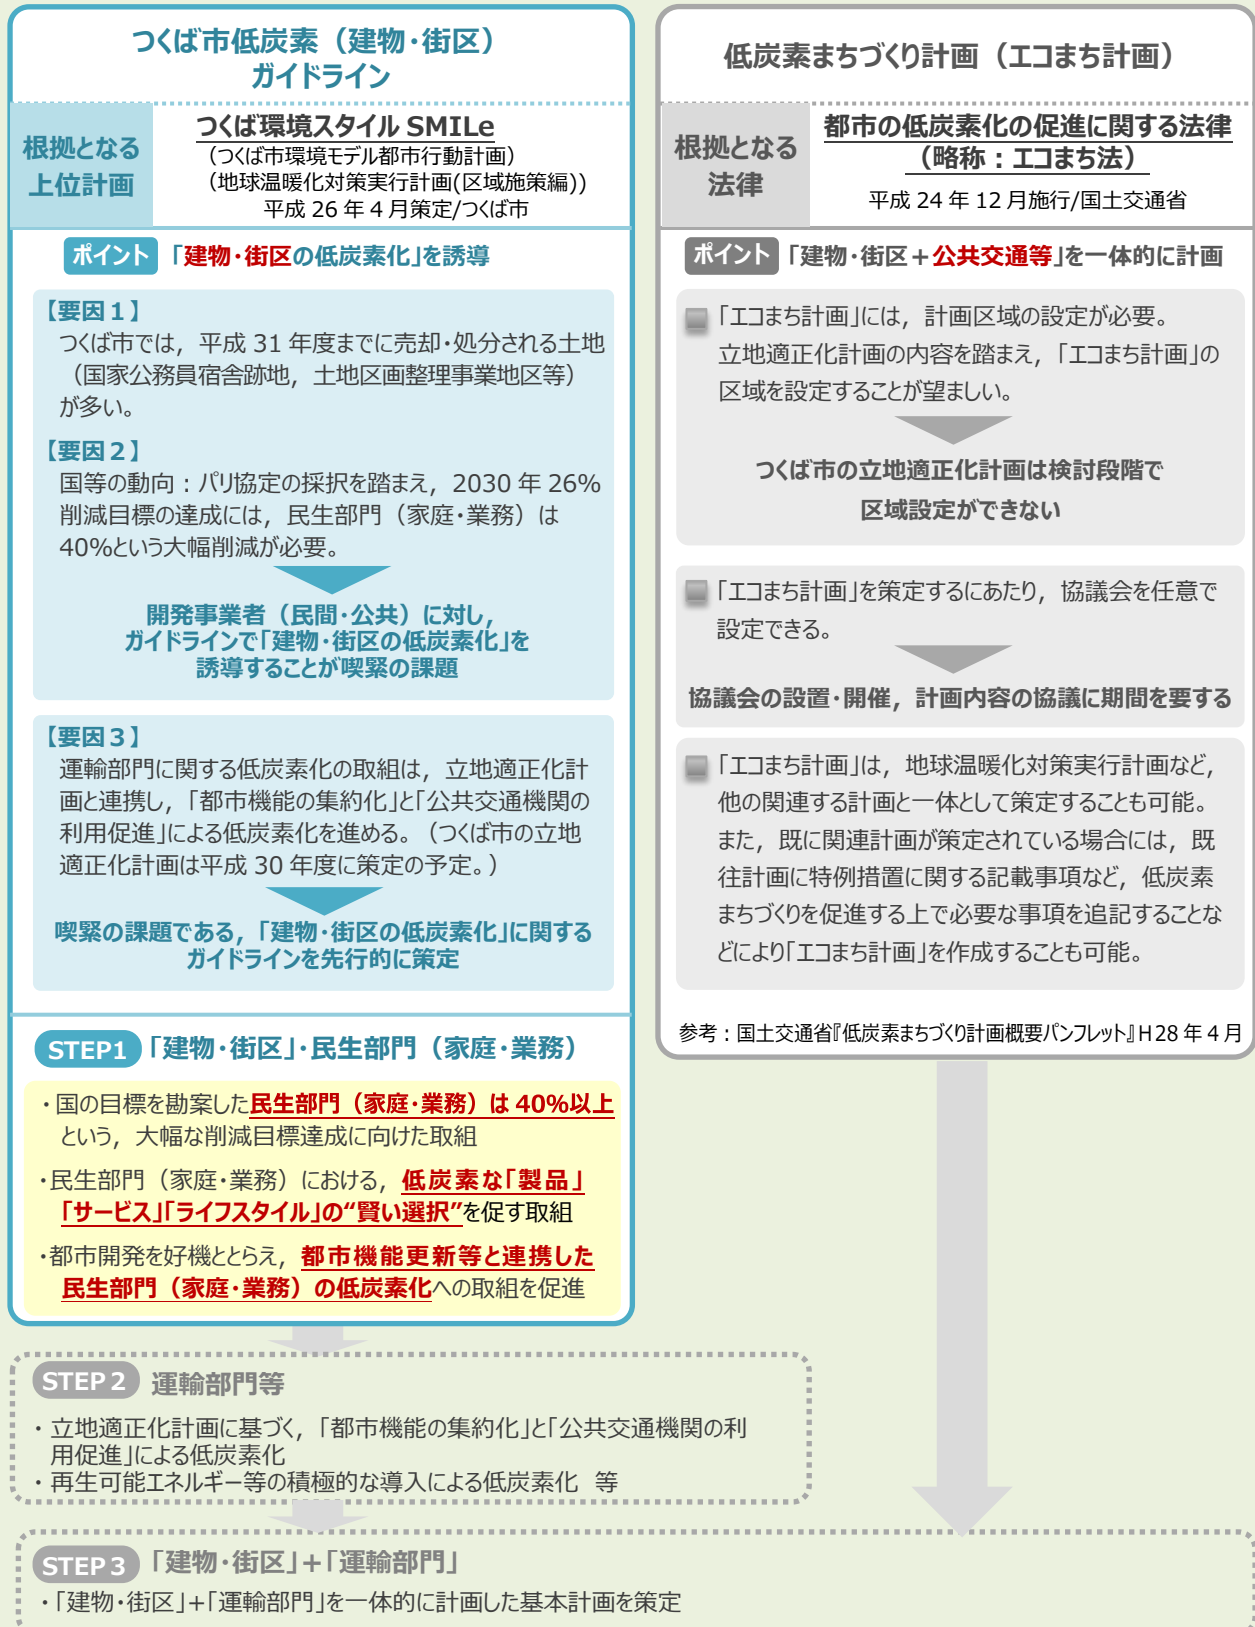 つくば市低炭素（建物・街区）
ガイドライン
根拠となる
上位計画
つくば環境スタイル SMILe
（つくば市環境モデル都市行動計画）
（地球温暖化対策実行計画(区域施策編)）
平成 26 年 4 月策定/つくば市
ポイント 「建物・街区の低炭素化」を誘導
【要因１】
つくば市では，平成 31 年度までに売却・処分される土地
（国家公務員宿舎跡地，土地区画整理事業地区等）
が多い。
【要因２】
国等の動向：パリ協定の採択を踏まえ，2030 年 26%
削減目標の達成には，民生部門（家庭・業務）は
40%という大幅削減が必要。
開発事業者（民間・公共）に対し，
ガイドラインで「建物・街区の低炭素化」を
誘導することが喫緊の課題
【要因３】
運輸部門に関する低炭素化の取組は，立地適正化計
画と連携し，「都市機能の集約化」と「公共交通機関の
利用促進」による低炭素化を進める。（つくば市の立地
適正化計画は平成 30 年度に策定の予定。）
喫緊の課題である，「建物・街区の低炭素化」に関する
ガイドラインを先行的に策定
STEP1 「建物・街区」・民生部門（家庭・業務）
・国の目標を勘案した民生部門（家庭・業務）は 40%以上
という，大幅な削減目標達成に向けた取組
・民生部門（家庭・業務）における，低炭素な「製品」
「サービス」「ライフスタイル」の“賢い選択”を促す取組
・都市開発を好機ととらえ，都市機能更新等と連携した
民生部門（家庭・業務）の低炭素化への取組を促進
低炭素まちづくり計画（エコまち計画）
根拠となる
法律
都市の低炭素化の促進に関する法律
（略称：エコまち法）
平成 24 年 12 月施行/国土交通省
ポイント 「建物・街区＋公共交通等」を一体的に計画
「エコまち計画」には，計画区域の設定が必要。
立地適正化計画の内容を踏まえ，「エコまち計画」の
区域を設定することが望ましい。
つくば市の立地適正化計画は検討段階で
区域設定ができない
「エコまち計画」を策定するにあたり，協議会を任意で
設定できる。
協議会の設置・開催，計画内容の協議に期間を要する
「エコまち計画」は，地球温暖化対策実行計画など，
他の関連する計画と一体として策定することも可能。
また，既に関連計画が策定されている場合には，既
往計画に特例措置に関する記載事項など，低炭素
まちづくりを促進する上で必要な事項を追記することな
どにより「エコまち計画」を作成することも可能。
参考：国土交通省『低炭素まちづくり計画概要パンフレット』H28 年 4 月
STEP２ 運輸部門等
・立地適正化計画に基づく，「都市機能の集約化」と「公共交通機関の利
用促進」による低炭素化
・再生可能エネルギー等の積極的な導入による低炭素化 等
STEP３ 「建物・街区」＋「運輸部門」
・「建物・街区」＋「運輸部門」を一体的に計画した基本計画を策定